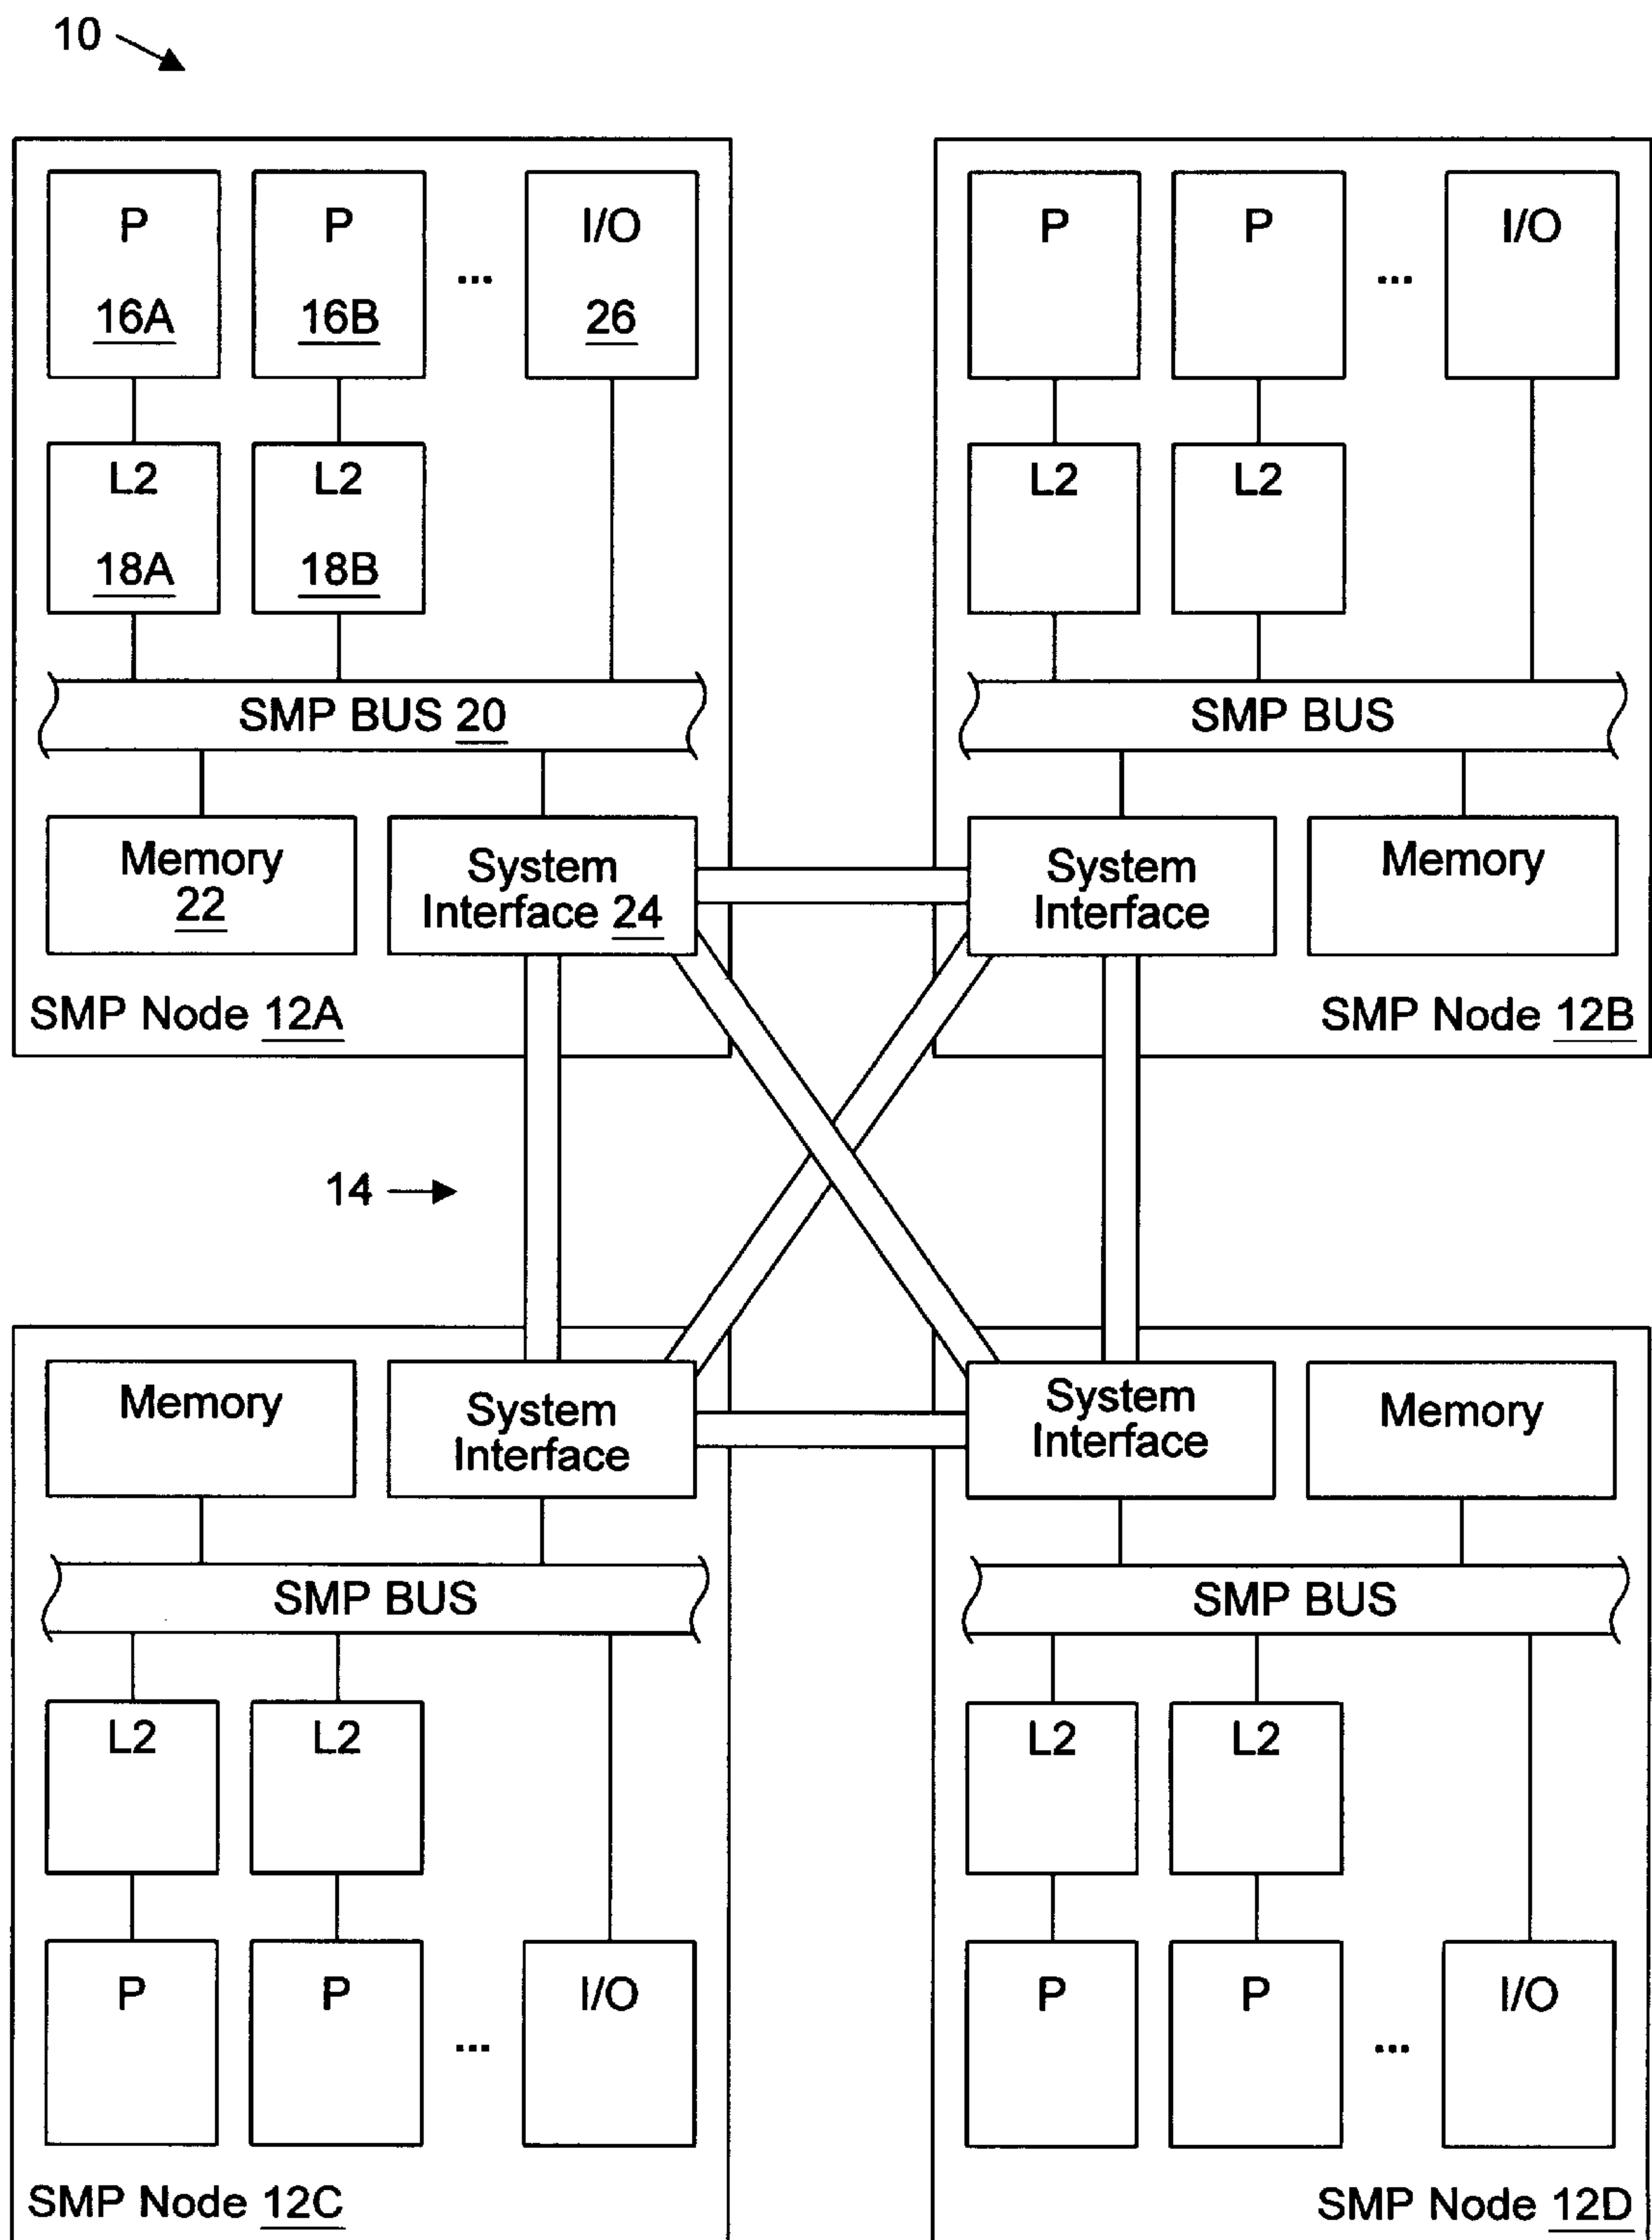 10
P P ... I/O
16A 16B 26
L2 L2
18A 18B
SMP BUS 20
Memory
22
System
Interface 24
SMP Node 12A
P P ... I/O
L2 L2
SMP BUS
System
Interface
Memory
SMP Node 12B
14
Memory
System
Interface
SMP BUS
L2 L2
P P ... I/O
SMP Node 12C
System
Interface
Memory
SMP BUS
L2 L2
P P ... I/O
SMP Node 12D